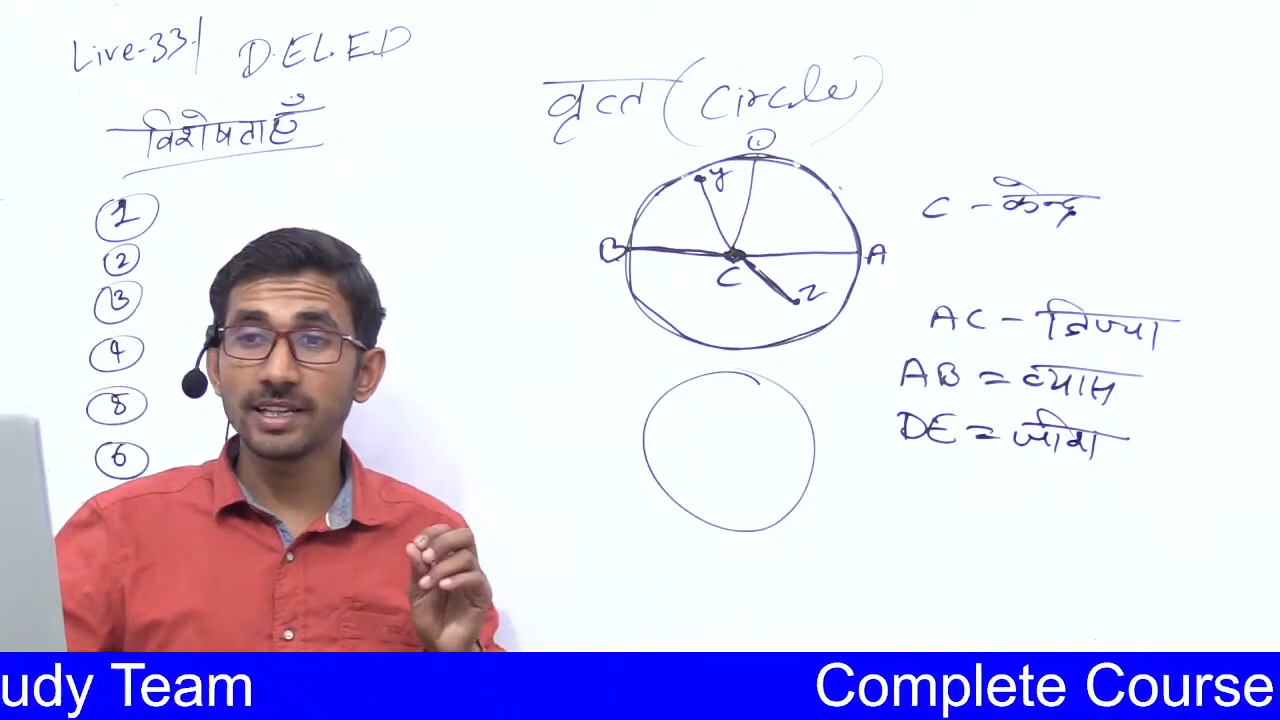 Live-33 D.EL.ED
विशेषताएँ
1
2
3
4
5
6
वृत्त (Circle)
D
y
B
A
C
Z
C - केन्द्र
AC - त्रिज्या
AB = व्यास
DE = जीवा
udy Team
Complete Course